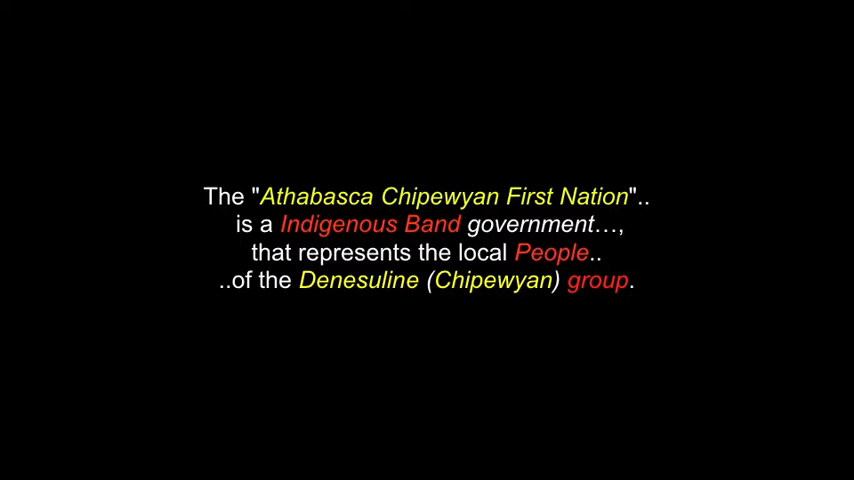 The "Athabasca Chipewyan First Nation"..
is a Indigenous Band government…,
that represents the local People..
..of the Denesuline (Chipewyan) group.